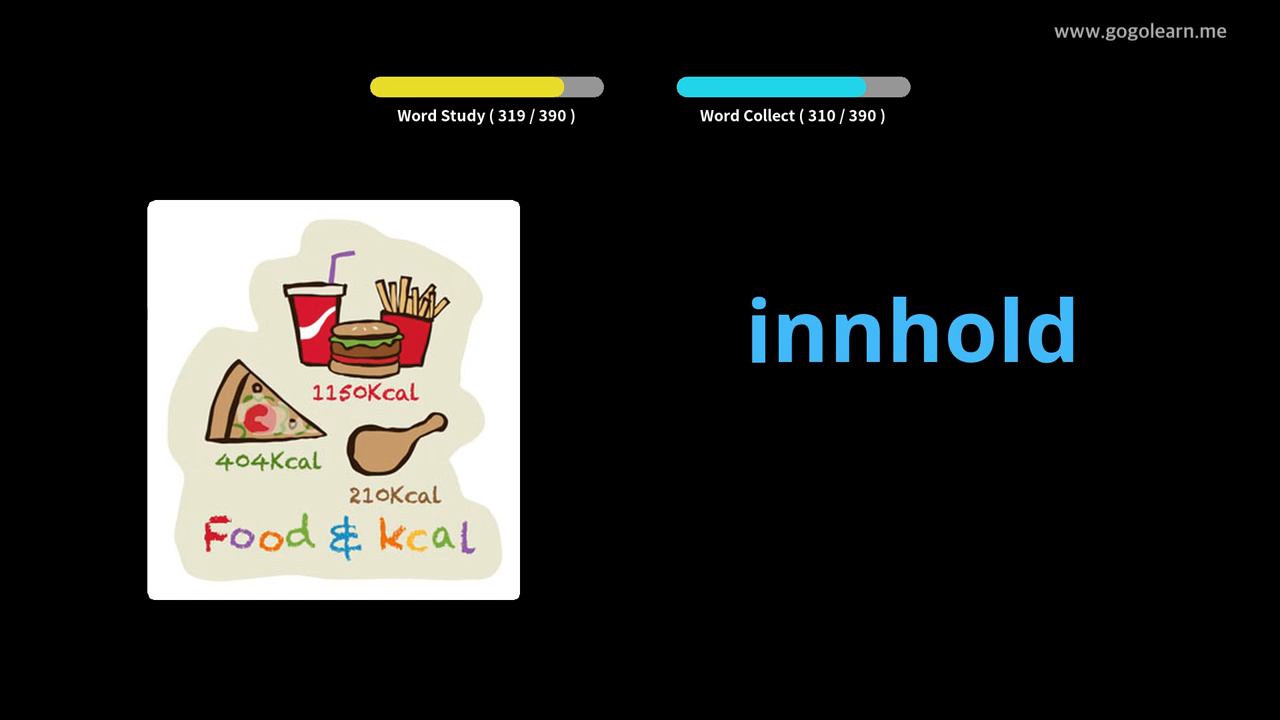 www.gogolearn.me
Word Study ( 319 / 390 )
Word Collect ( 310 / 390 )
innhold
1150Kcal
404Kcal
210Kcal
Food & kcal